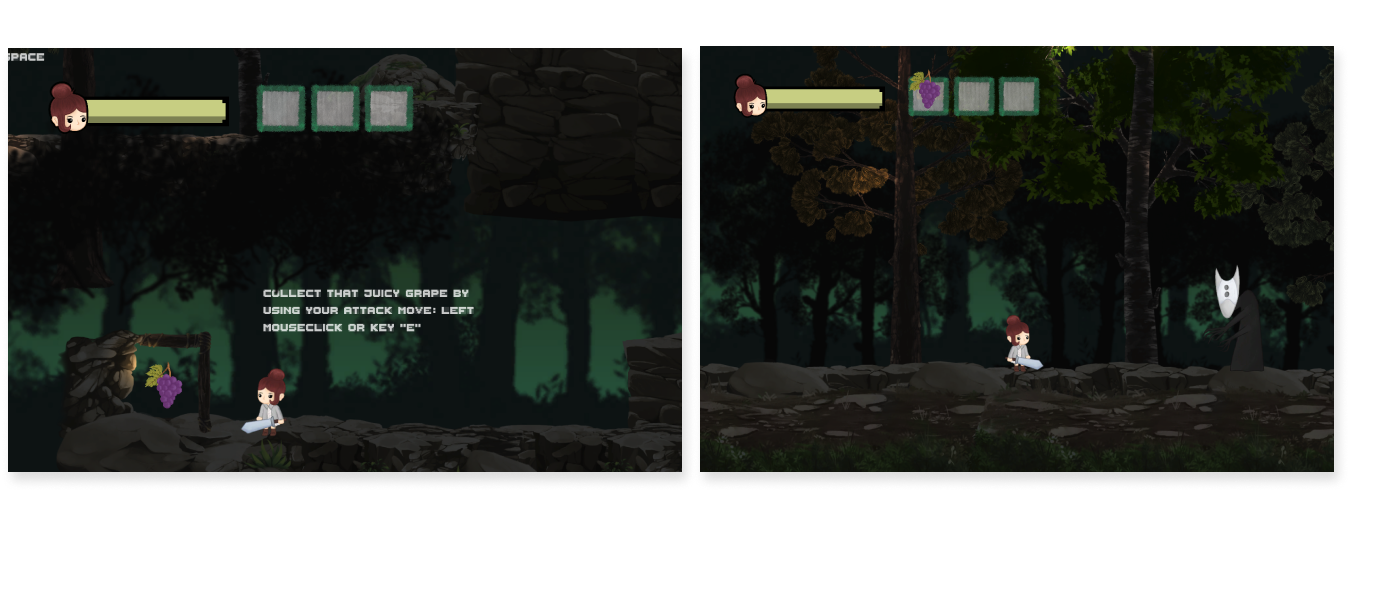 SPACE
COLLECT THAT JUICY GRAPE BY
USING YOUR ATTACK MOVE: LEFT
MOUSECLICK OR KEY "E"